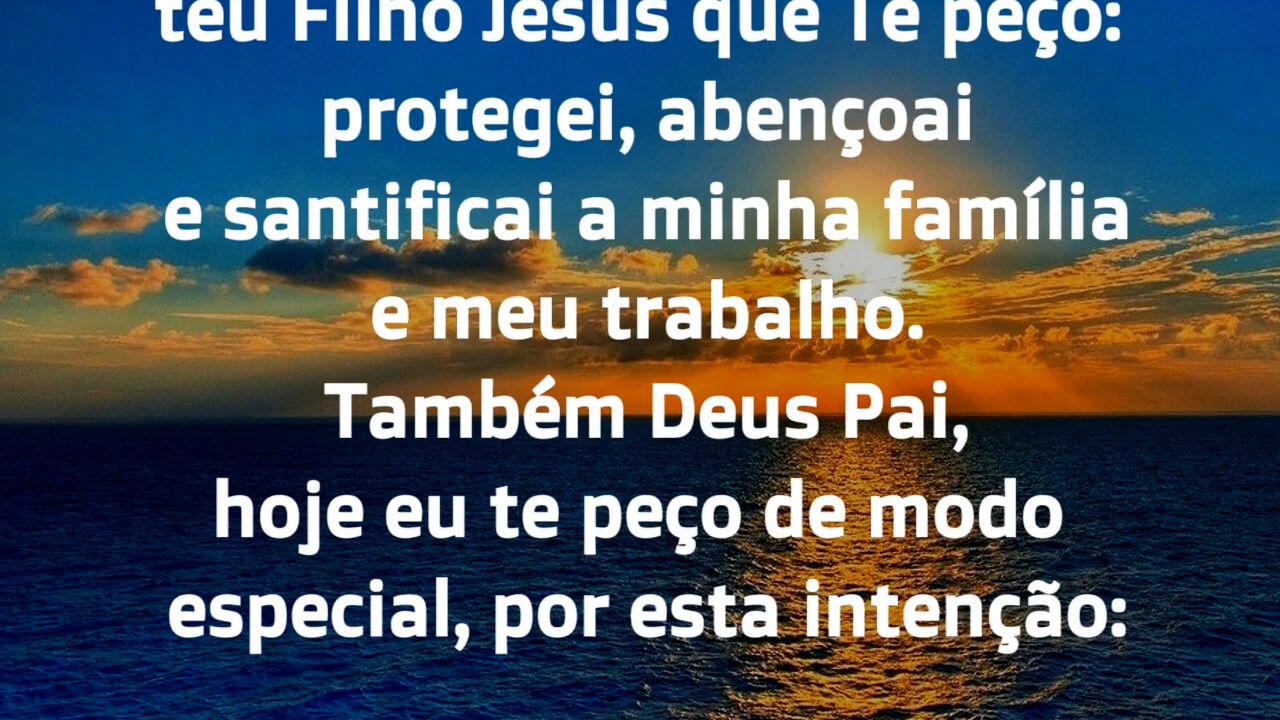 teu Filho Jesus que Te peço:
protegei, abençoai
e santificai a minha família
e meu trabalho.
Também Deus Pai,
hoje eu te peço de modo
especial, por esta intenção: